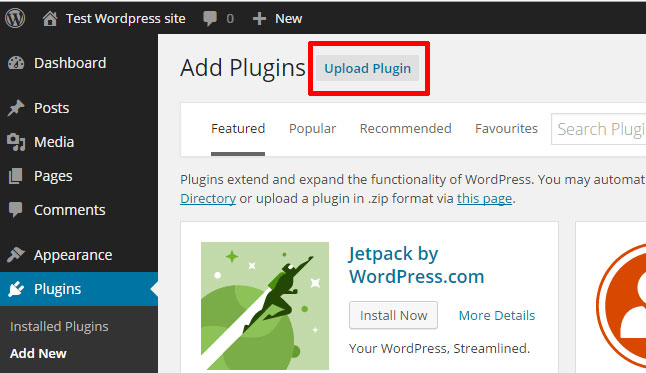 Test Wordpress site 0 New
Dashboard
Posts
Media
Pages
Comments
Appearance
Plugins
Installed Plugins
Add New
Add Plugins Upload Plugin
Featured Popular Recommended Favourites Search Plugi
Plugins extend and expand the functionality of WordPress. You may automat
Directory or upload a plugin in .zip format via this page.
Jetpack by
WordPress.com
Install Now More Details
Your WordPress, Streamlined.